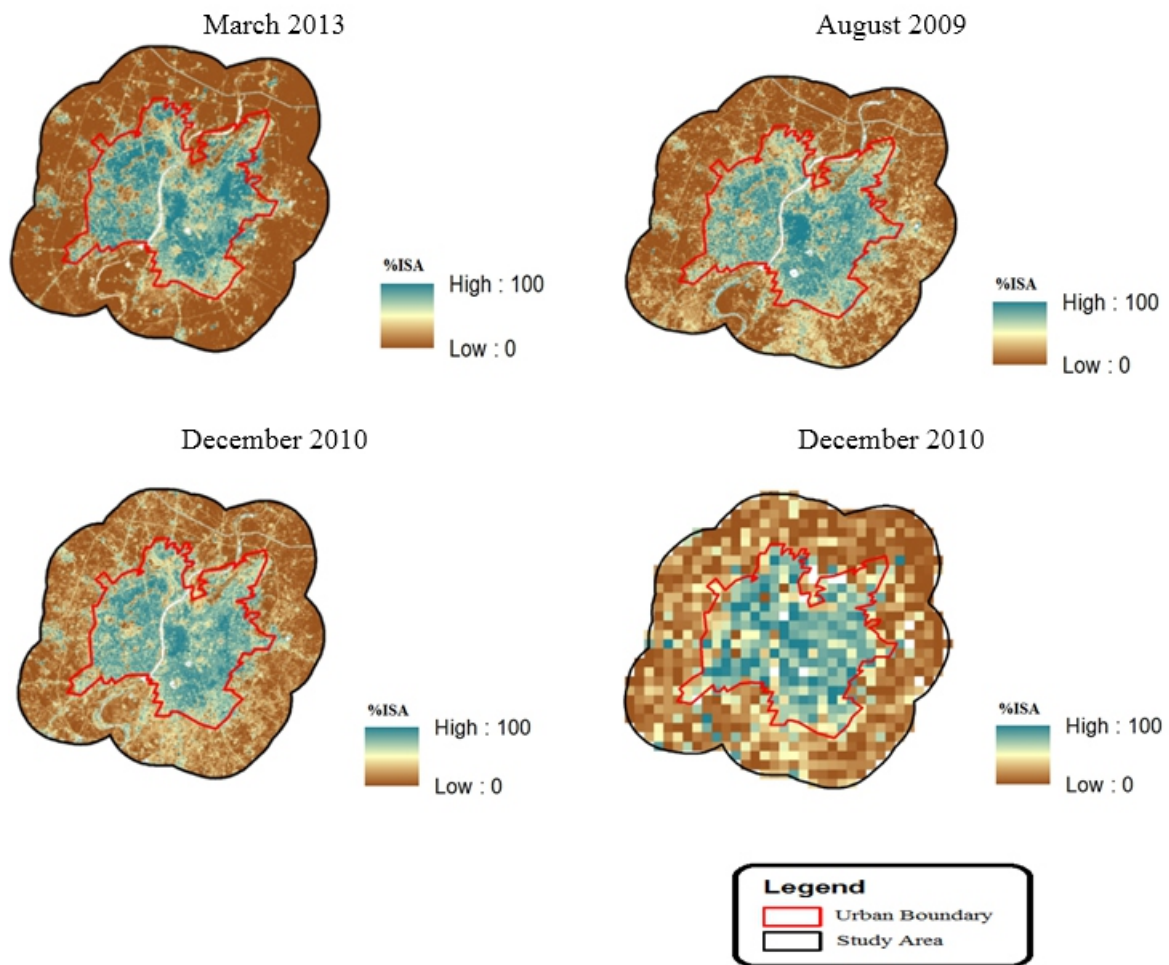 March 2013
August 2009
%ISA
High : 100
Low : 0
%ISA
High : 100
Low : 0
December 2010
December 2010
%ISA
High : 100
Low : 0
%ISA
High : 100
Low : 0
Legend
Urban Boundary
Study Area